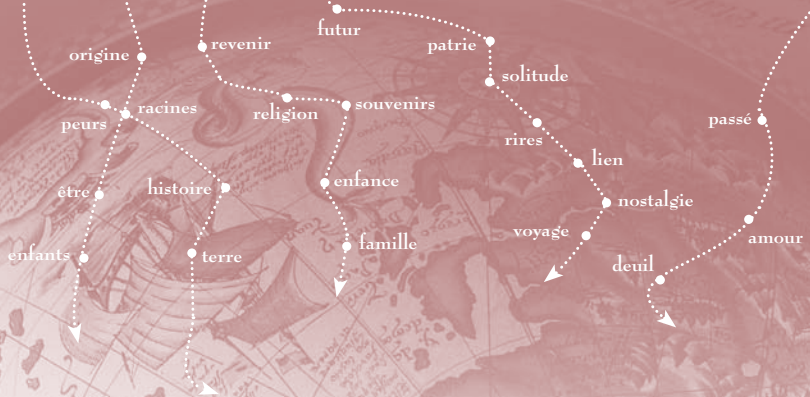 futur
revenir
patrie
origine
solitude
souvenirs
racines
religion
passé
peurs
rires
lien
enfance
histoire
être
nostalgie
voyage
amour
famille
enfants
terre
deuil